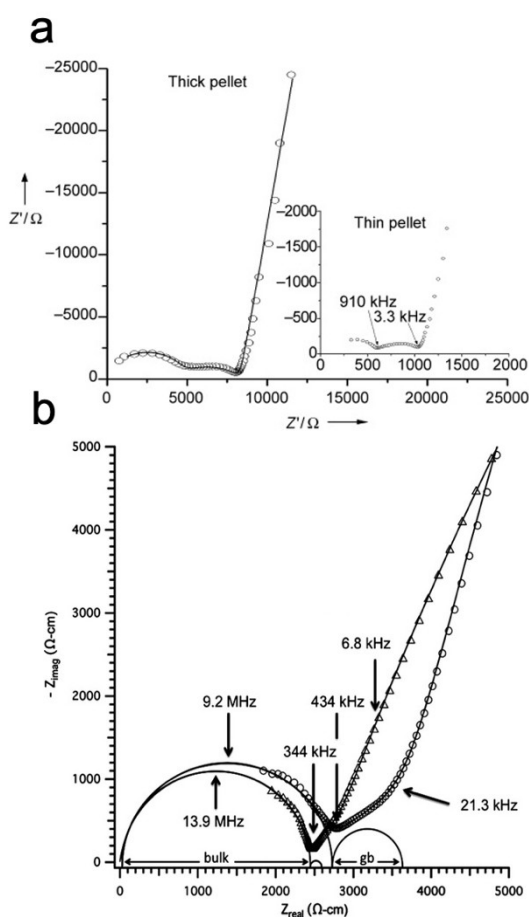 a
Thick pellet
-25000
-20000
-15000
-10000
-5000
0
Z'/Ω
0 5000 10000 15000 20000 25000
Z'/Ω
Thin pellet
-2000
-1500
-1000
-500
0
910 kHz
3.3 kHz
0 500 1000 1500 2000
b
5000
4000
3000
2000
1000
0
- Zimag (Ω-cm)
6.8 kHz
9.2 MHz
434 kHz
344 kHz
13.9 MHz
21.3 kHz
bulk
gb
0 1000 2000 3000 4000 5000
Zreal (Ω-cm)